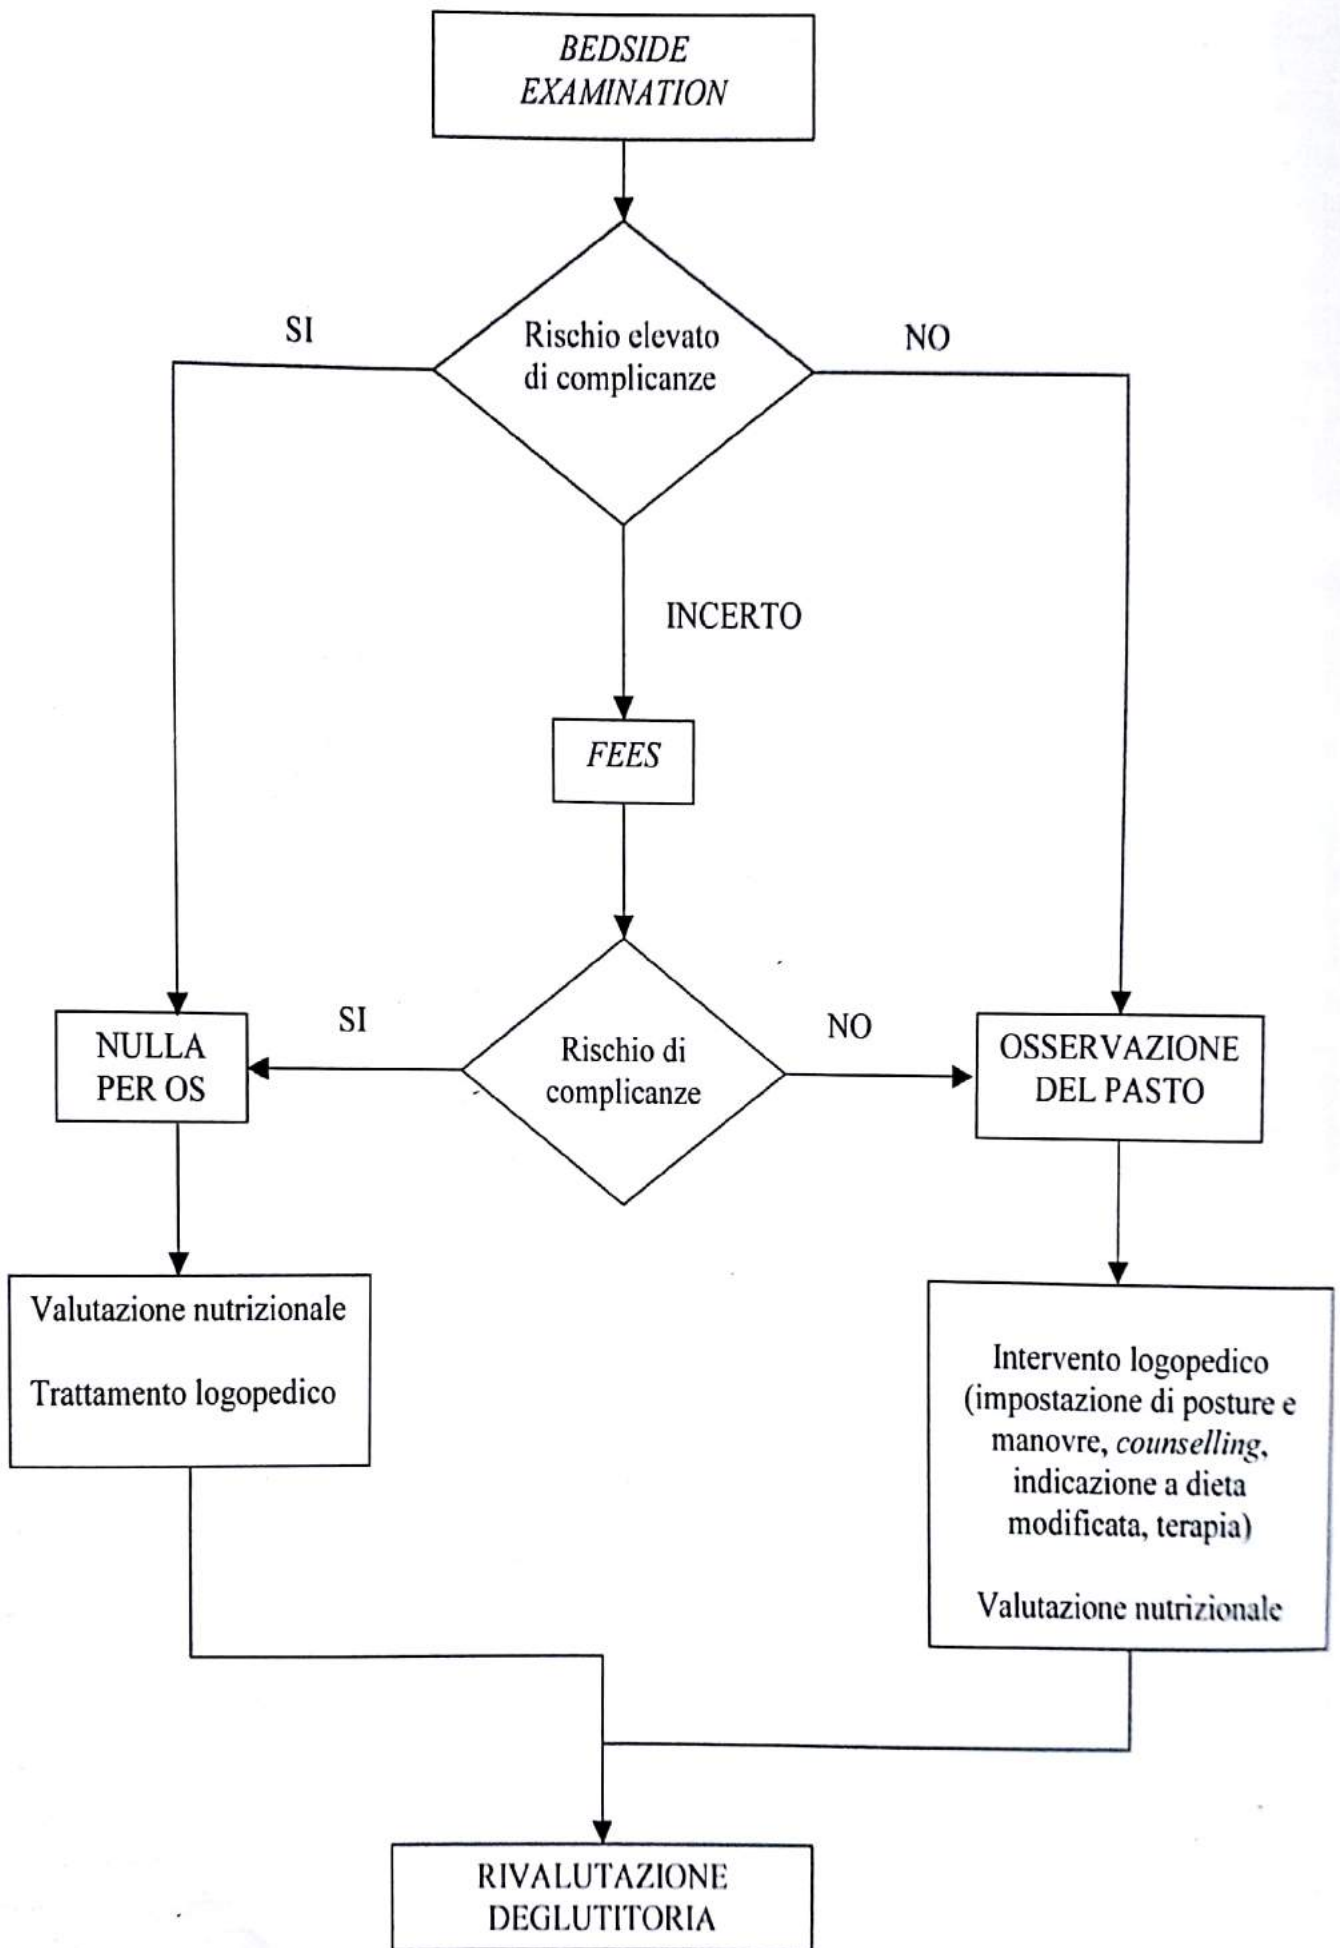 BEDSIDE
EXAMINATION
SI
Rischio elevato
di complicanze
NO
INCERTO
FEES
NULLA
PER OS
SI
Rischio di
complicanze
NO
OSSERVAZIONE
DEL PASTO
Valutazione nutrizionale
Trattamento logopedico
Intervento logopedico
(impostazione di posture e
manovre, counselling,
indicazione a dieta
modificata, terapia)
Valutazione nutrizionale
RIVALUTAZIONE
DEGLUTITORIA